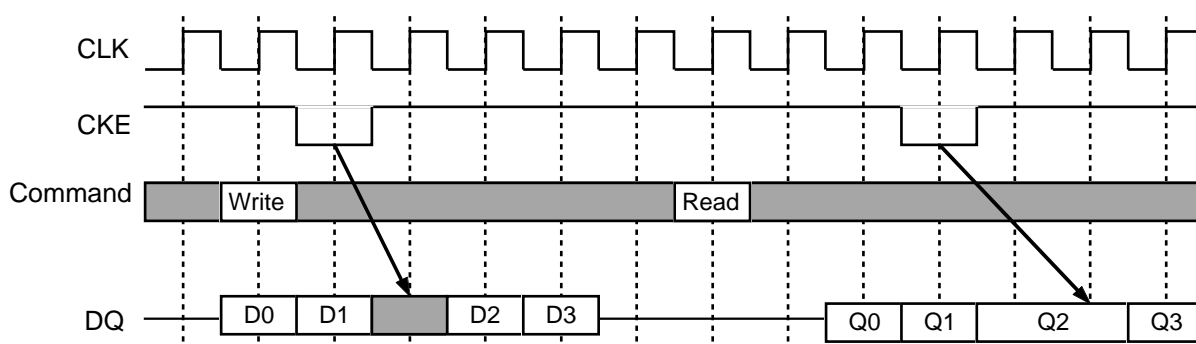 CLK
CKE
Command Write Read
DQ D0 D1 D2 D3 Q0 Q1 Q2 Q3